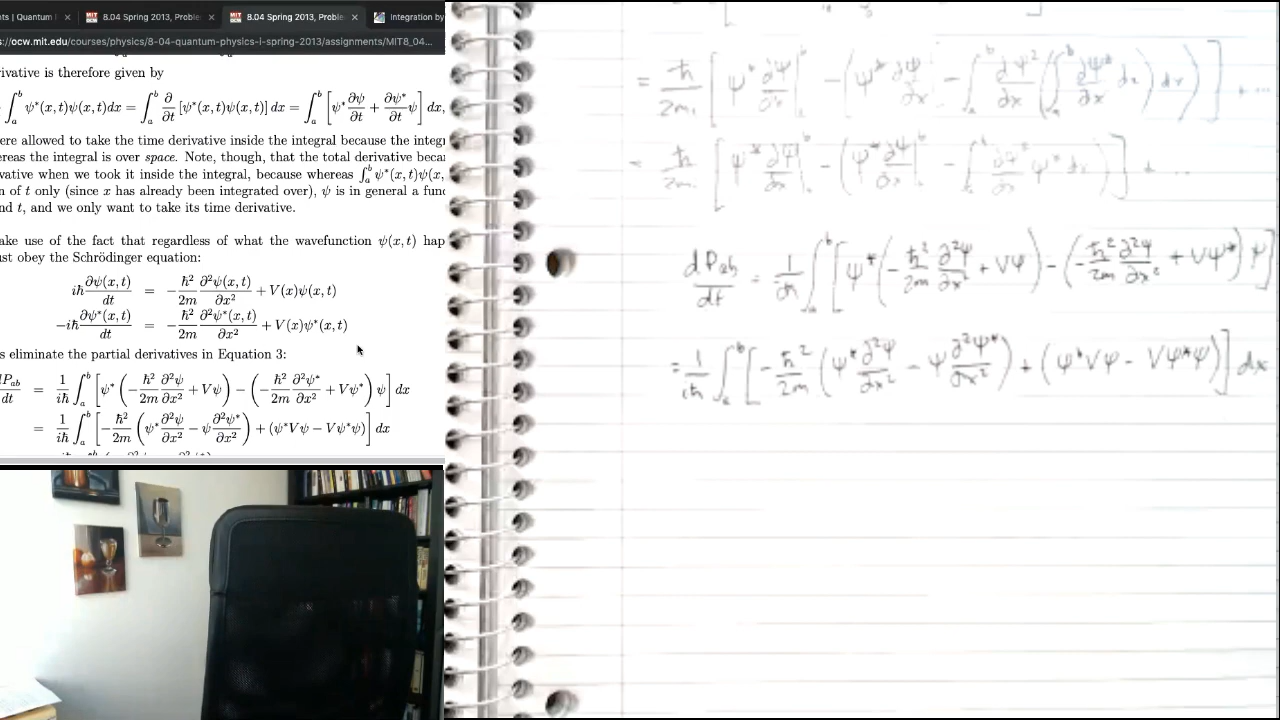 ts | Quantum
8.04 Spring 2013, Proble
8.04 Spring 2013, Problem
Integration by
://ocw.mit.edu/courses/physics/8-04-quantum-physics-i-spring-2013/assignments/MIT8_04...
ivative is therefore given by
∫_a^b ψ*(x,t)ψ(x,t)dx = ∫_a^b ∂/∂t [ψ*(x,t)ψ(x,t)] dx = ∫_a^b [ψ* ∂ψ/∂t + ∂ψ*/∂t ψ] dx,
ere allowed to take the time derivative inside the integral because the integr
ereas the integral is over space. Note, though, that the total derivative becam
vative when we took it inside the integral, because whereas ∫_a^b ψ*(x,t)ψ(x,
n of t only (since x has already been integrated over), ψ is in general a func
nd t, and we only want to take its time derivative.
ake use of the fact that regardless of what the wavefunction ψ(x,t) hap
ust obey the Schrödinger equation:
iℏ ∂ψ(x,t)/dt = −ℏ²/2m ∂²ψ(x,t)/∂x² + V(x)ψ(x,t)
−iℏ ∂ψ*(x,t)/dt = −ℏ²/2m ∂²ψ*(x,t)/∂x² + V(x)ψ*(x,t)
s eliminate the partial derivatives in Equation 3:
dP_ab/dt = 1/iℏ ∫_a^b [ψ* (−ℏ²/2m ∂²ψ/∂x² + Vψ) − (−ℏ²/2m ∂²ψ*/∂x² + Vψ*) ψ] dx
= 1/iℏ ∫_a^b [−ℏ²/2m (ψ* ∂²ψ/∂x² − ψ ∂²ψ*/∂x²) + (ψ*Vψ − Vψ*ψ)] dx
dP_ab/dt = 1/iℏ ∫_a^b [ψ* (−ℏ²/2m ∂²ψ/∂x² + Vψ) − (−ℏ²/2m ∂²ψ/∂x² + Vψ*) ψ]
= 1/iℏ ∫_a^b [−ℏ²/2m (ψ* ∂²ψ/∂x² − ψ ∂²ψ*/∂x²) + (ψ*Vψ − Vψ*ψ)] dx